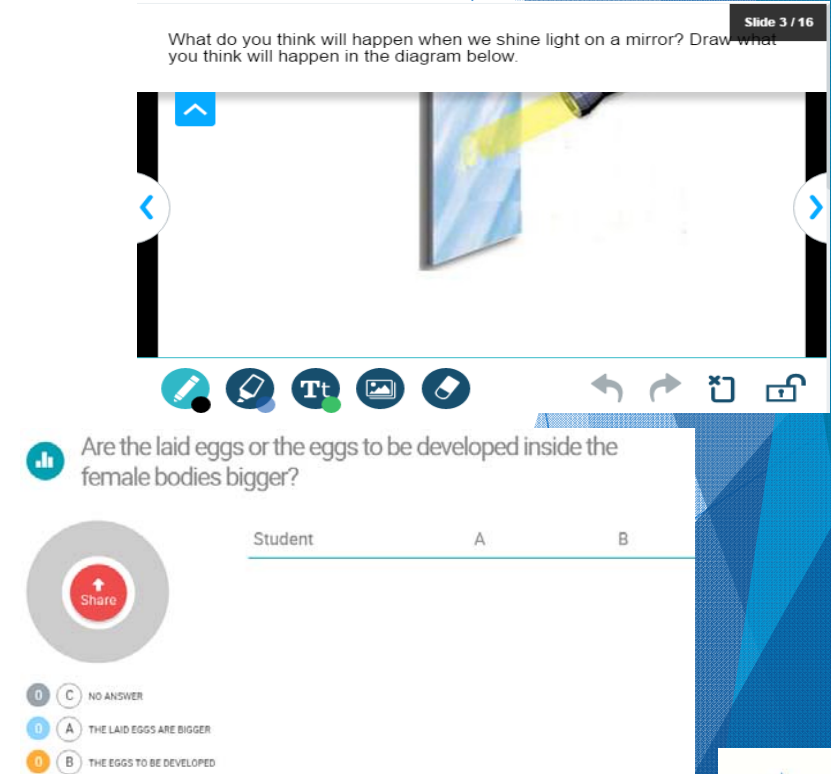 Slide 3 / 16
What do you think will happen when we shine light on a mirror? Draw what
you think will happen in the diagram below.
Tt
Are the laid eggs or the eggs to be developed inside the
female bodies bigger?
Student A B
Share
0 C NO ANSWER
0 A THE LAID EGGS ARE BIGGER
0 B THE EGGS TO BE DEVELOPED